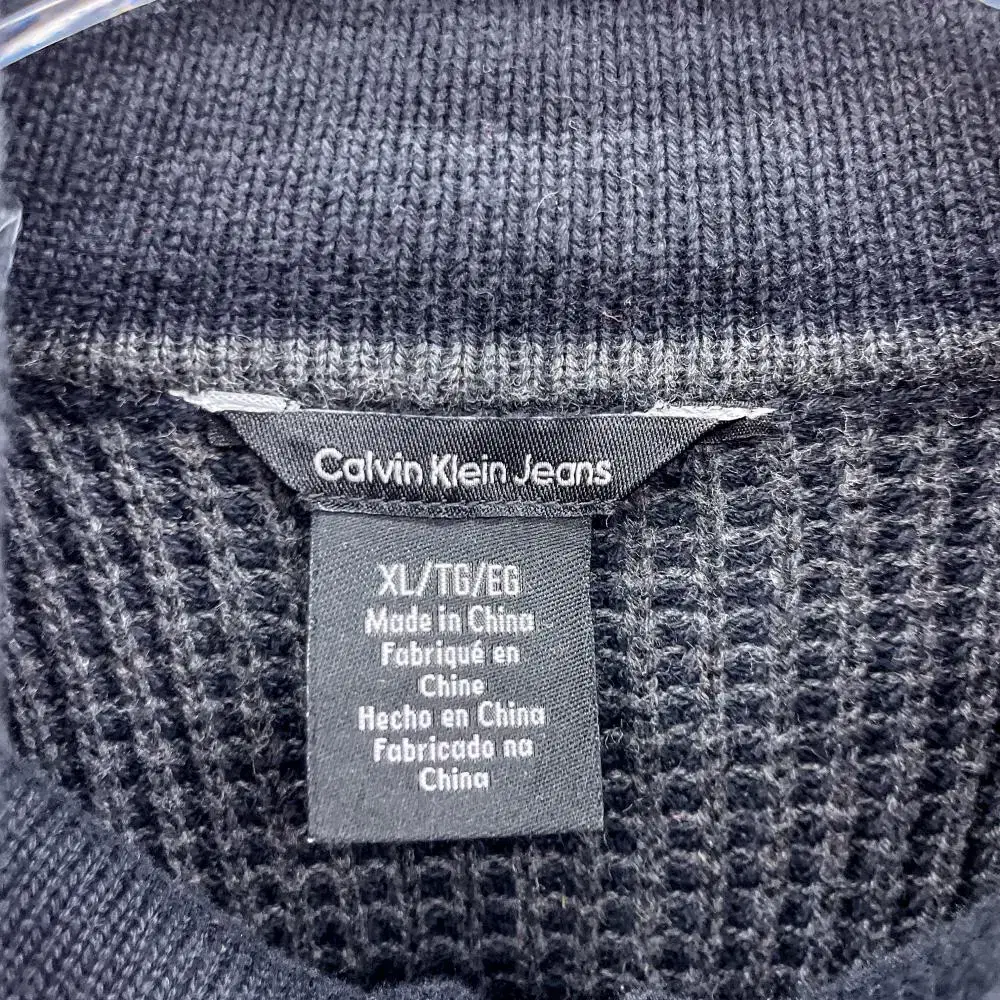 Calvin Klein Jeans
XL/TG/EG
Made in China
Fabriqué en
Chine
Hecho en China
Fabricado na
China